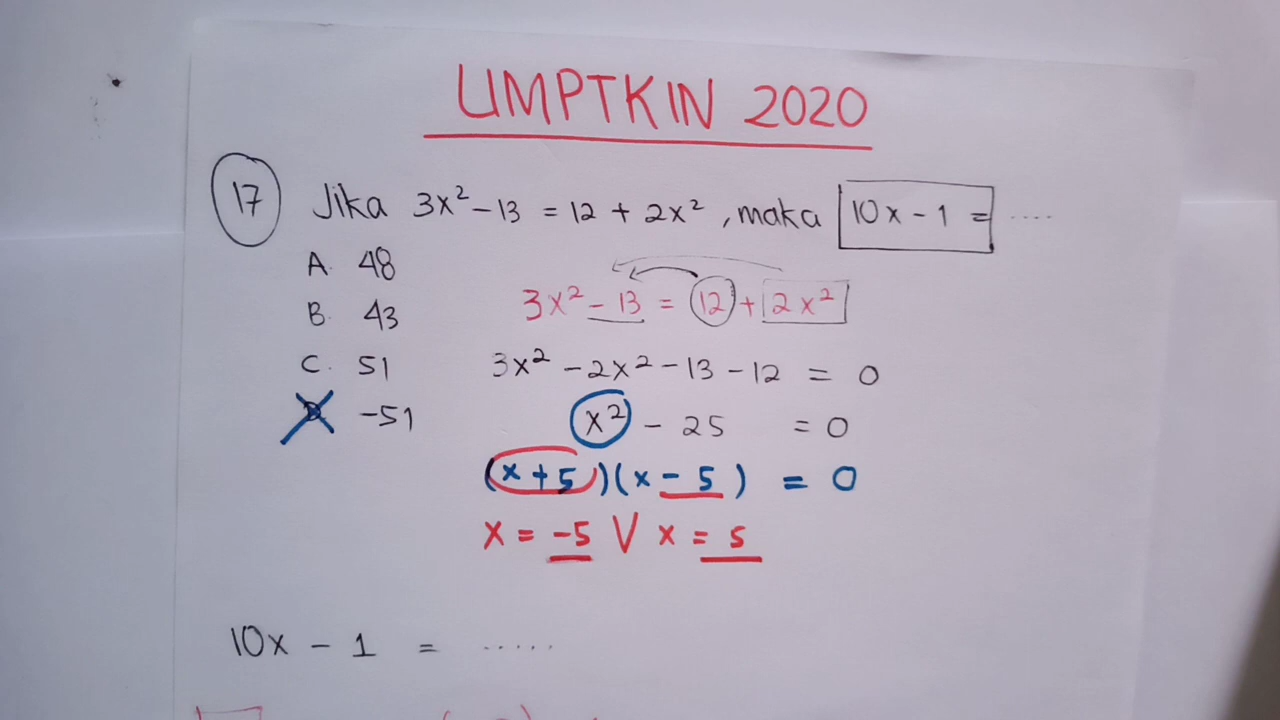 UMPTKIN 2020
17 Jika 3x² - 13 = 12 + 2x², maka 10x - 1 = ....
A. 48
3x² - 13 = 12 + 2x²
B. 43
C. 51
3x² - 2x² - 13 - 12 = 0
D -51
x² - 25 = 0
(x + 5)(x - 5) = 0
x = -5 V x = 5
10x - 1 = .....